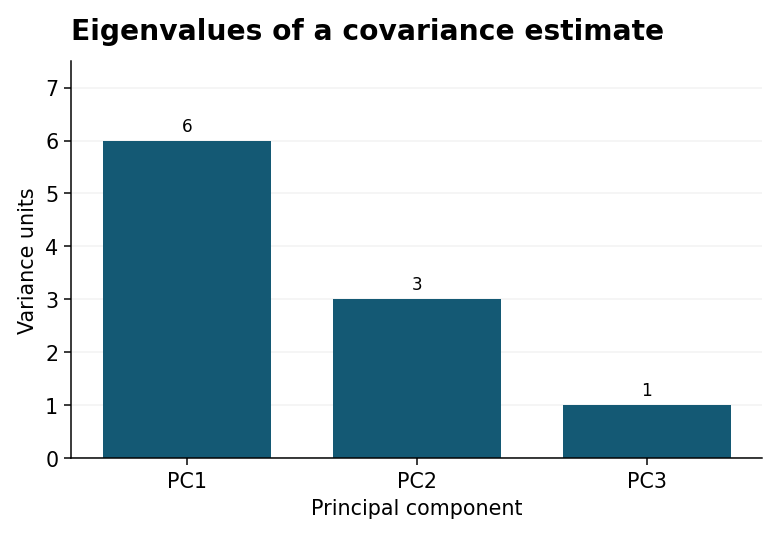 Eigenvalues of a covariance estimate
Variance units
7
6
5
4
3
2
1
0
6
3
1
PC1
PC2
PC3
Principal component